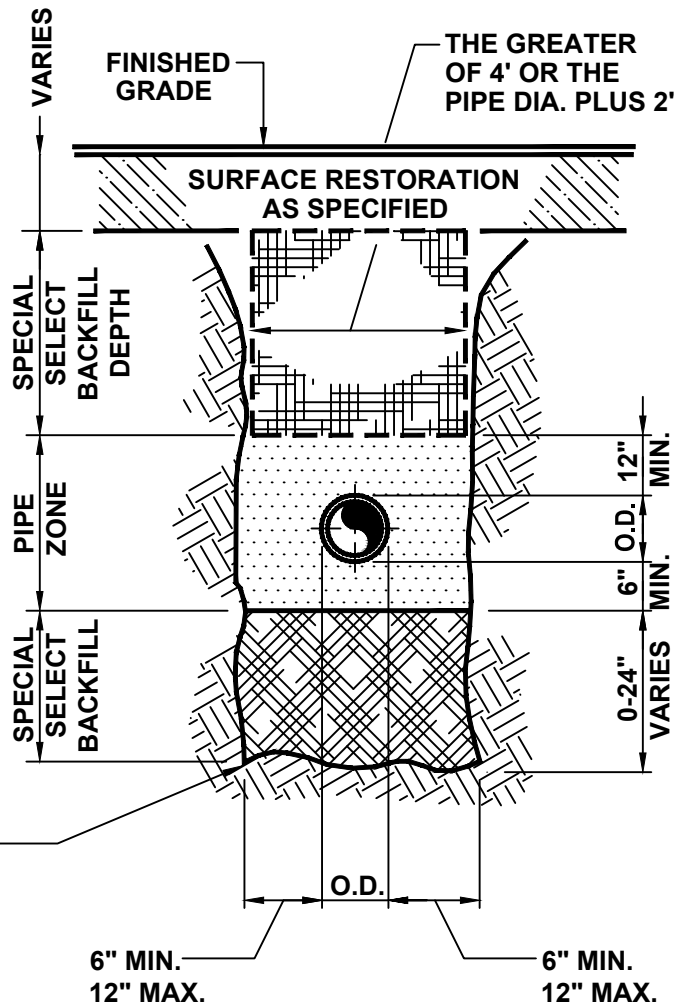 VARIES
FINISHED
GRADE
THE GREATER
OF 4' OR THE
PIPE DIA. PLUS 2'
SURFACE RESTORATION
AS SPECIFIED
SPECIAL
SELECT
BACKFILL
DEPTH
12"
MIN.
PIPE
ZONE
O.D.
6"
MIN.
SPECIAL
SELECT
BACKFILL
0-24"
VARIES
O.D.
6" MIN.
12" MAX.
6" MIN.
12" MAX.